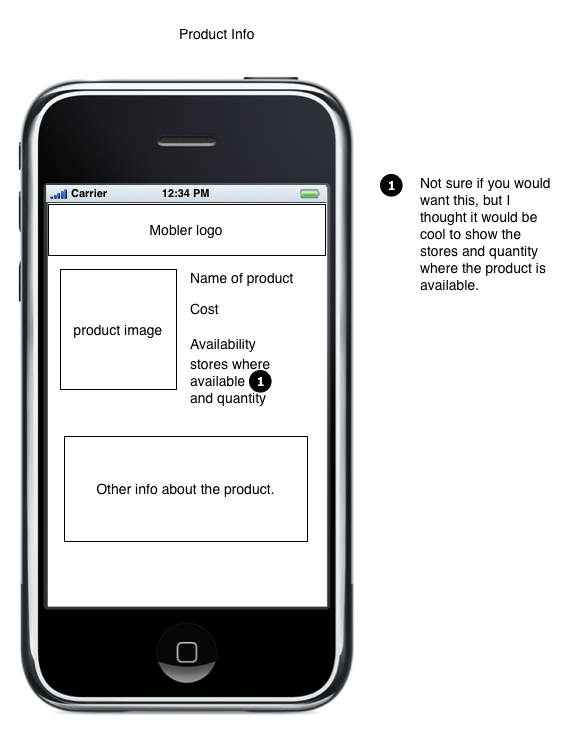 Product Info
Carrier 12:34 PM
Mobler logo
product image
Name of product
Cost
Availability
stores where
available 1
and quantity
Other info about the product.
1 Not sure if you would
want this, but I
thought it would be
cool to show the
stores and quantity
where the product is
available.